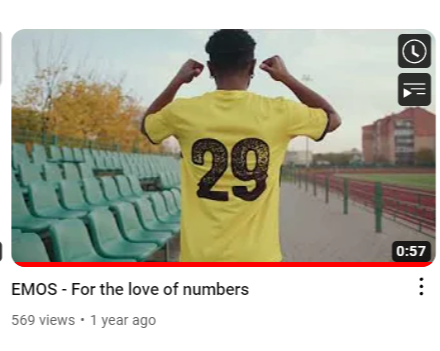 29
0:57
EMOS - For the love of numbers
569 views • 1 year ago